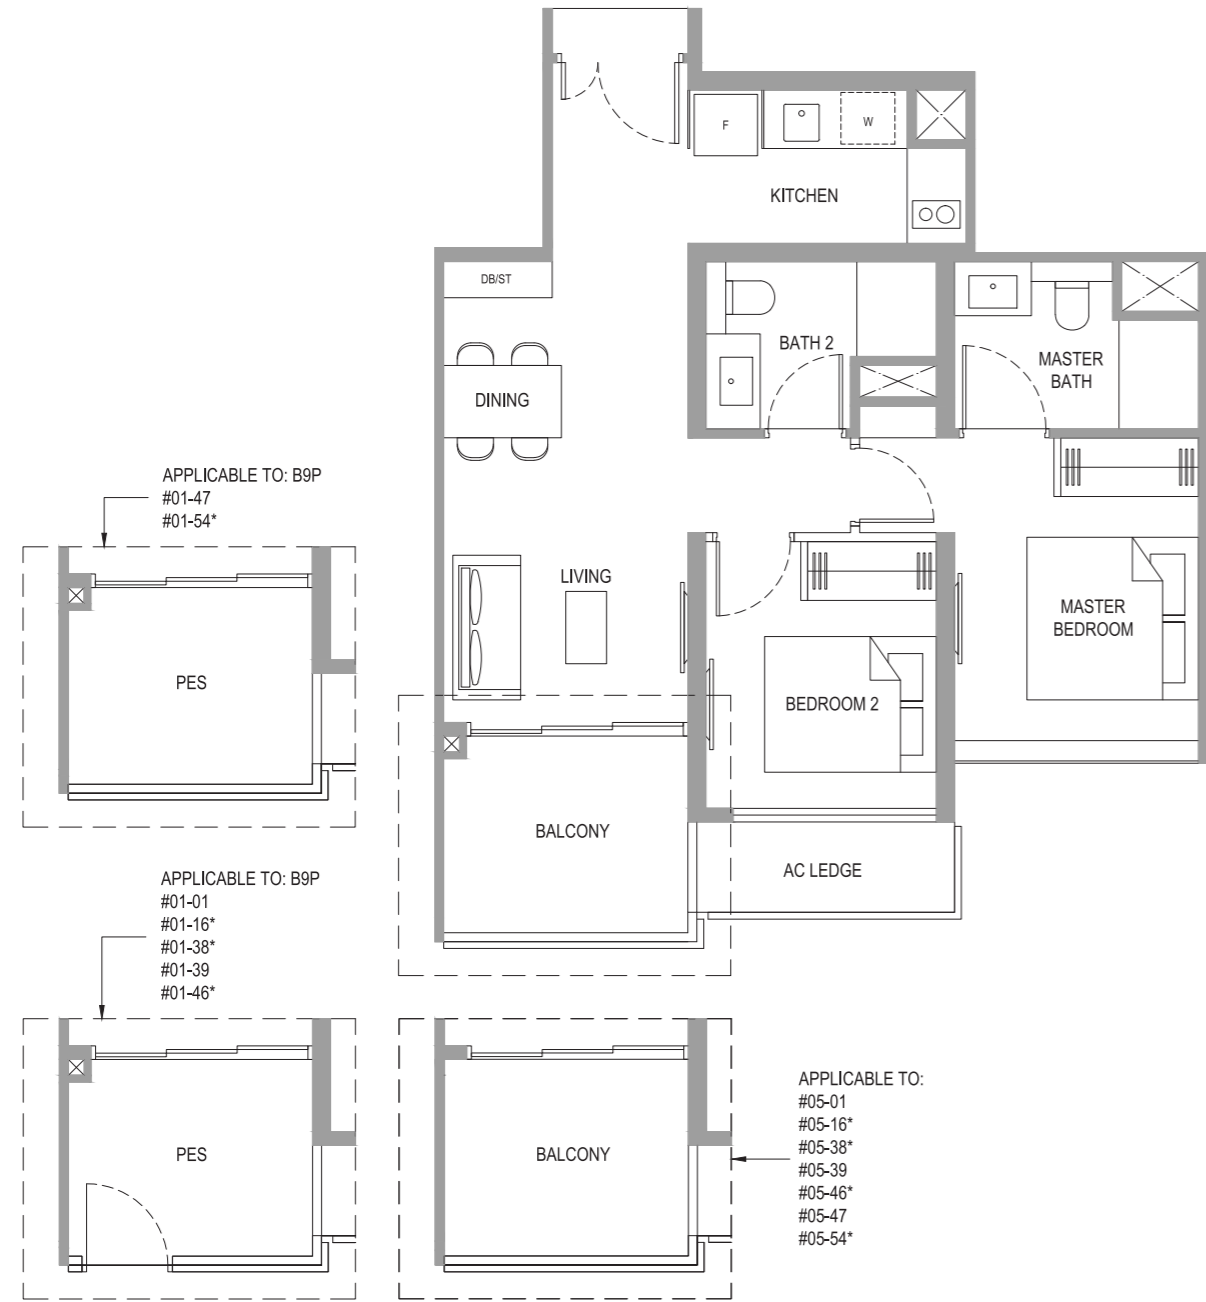 F
W
KITCHEN
DB/ST
BATH 2
MASTER
BATH
DINING
APPLICABLE TO: B9P
#01-47
#01-54*
LIVING
MASTER
BEDROOM
PES
BEDROOM 2
BALCONY
AC LEDGE
APPLICABLE TO: B9P
#01-01
#01-16*
#01-38*
#01-39
#01-46*
PES
BALCONY
APPLICABLE TO:
#05-01
#05-16*
#05-38*
#05-39
#05-46*
#05-47
#05-54*